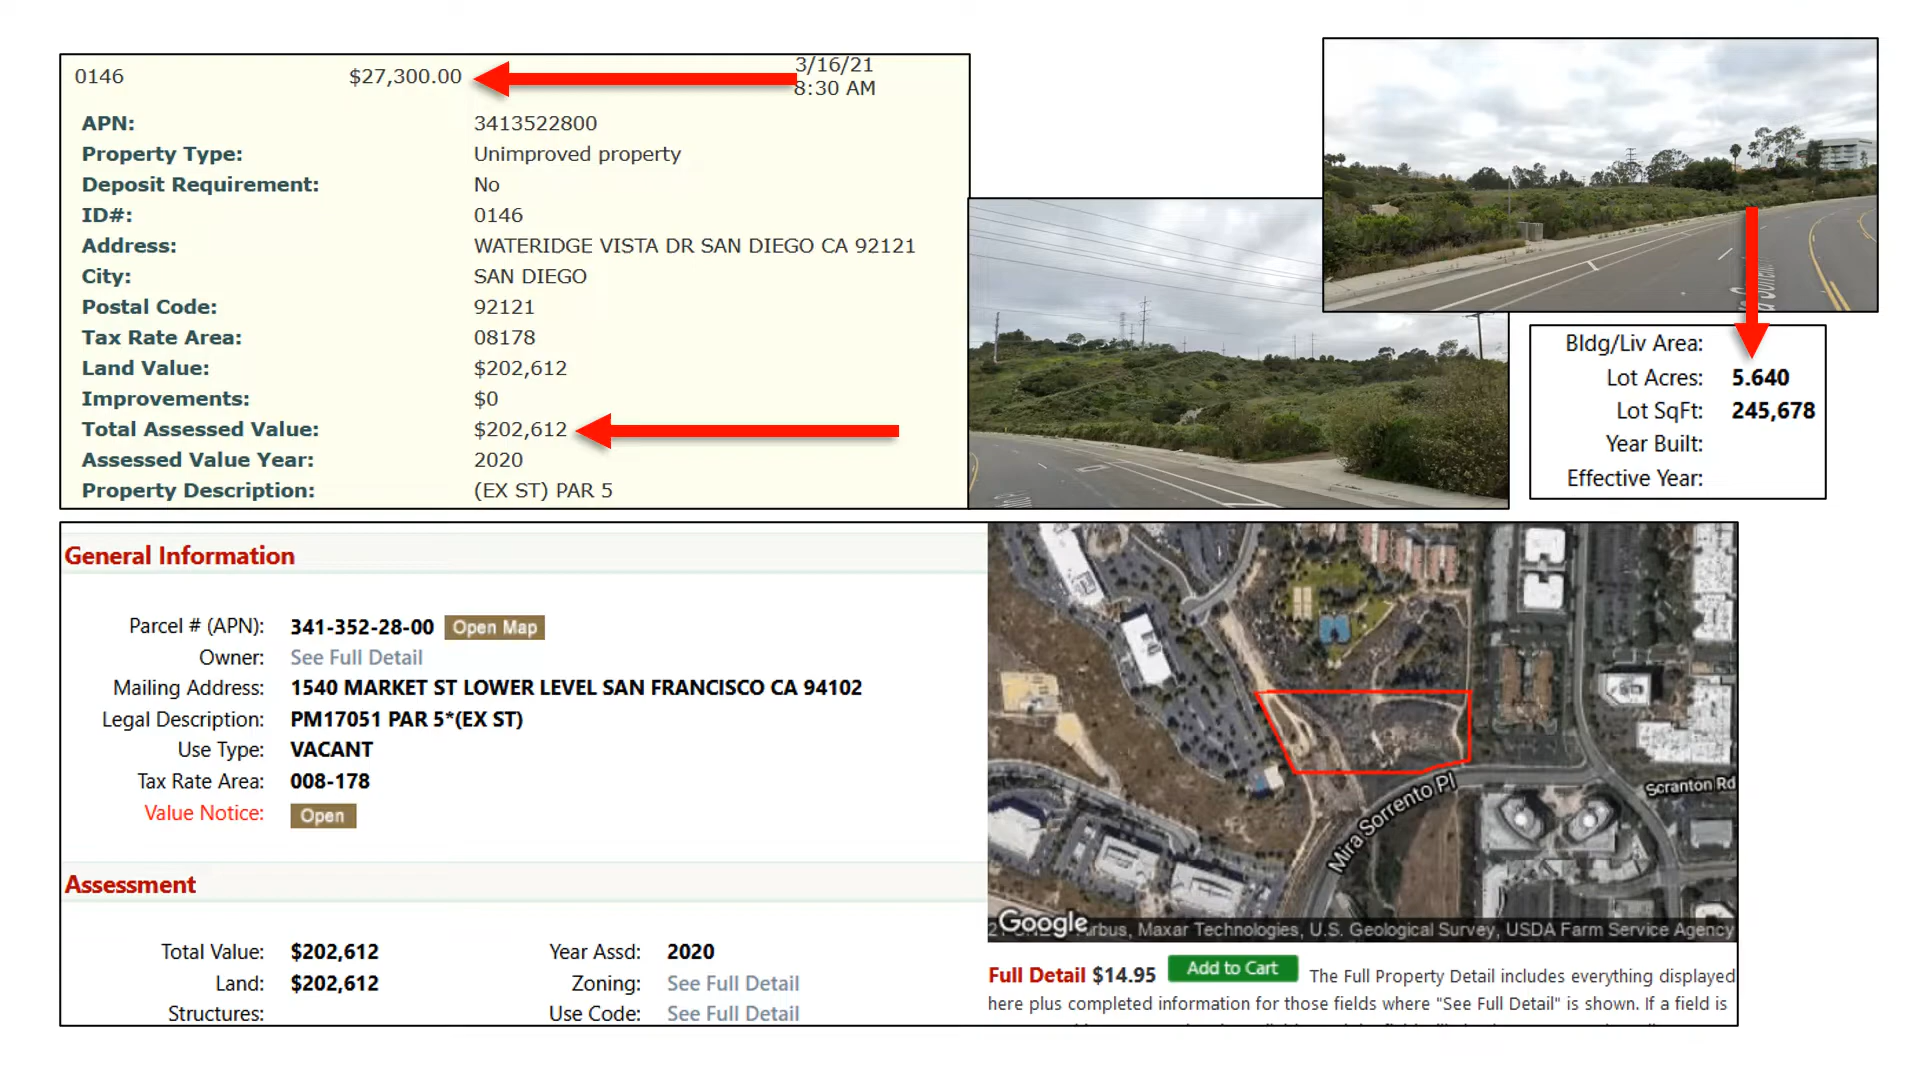 0146 $27,300.00 3/16/21
8:30 AM
APN: 3413522800
Property Type: Unimproved property
Deposit Requirement: No
ID#: 0146
Address: WATERIDGE VISTA DR SAN DIEGO CA 92121
City: SAN DIEGO
Postal Code: 92121
Tax Rate Area: 08178
Land Value: $202,612
Improvements: $0
Total Assessed Value: $202,612
Assessed Value Year: 2020
Property Description: (EX ST) PAR 5
Bldg/Liv Area:
Lot Acres: 5.640
Lot SqFt: 245,678
Year Built:
Effective Year:
General Information
Parcel # (APN): 341-352-28-00 Open Map
Owner: See Full Detail
Mailing Address: 1540 MARKET ST LOWER LEVEL SAN FRANCISCO CA 94102
Legal Description: PM17051 PAR 5*(EX ST)
Use Type: VACANT
Tax Rate Area: 008-178
Value Notice: Open
Assessment
Total Value: $202,612 Year Assd: 2020
Land: $202,612 Zoning: See Full Detail
Structures: Use Code: See Full Detail
Mira Sorrento Pl
Scranton Rd
Google
Maxar Technologies, U.S. Geological Survey, USDA Farm Service Agency
Full Detail $14.95 Add to Cart The Full Property Detail includes everything displayed
here plus completed information for those fields where "See Full Detail" is shown. If a field is